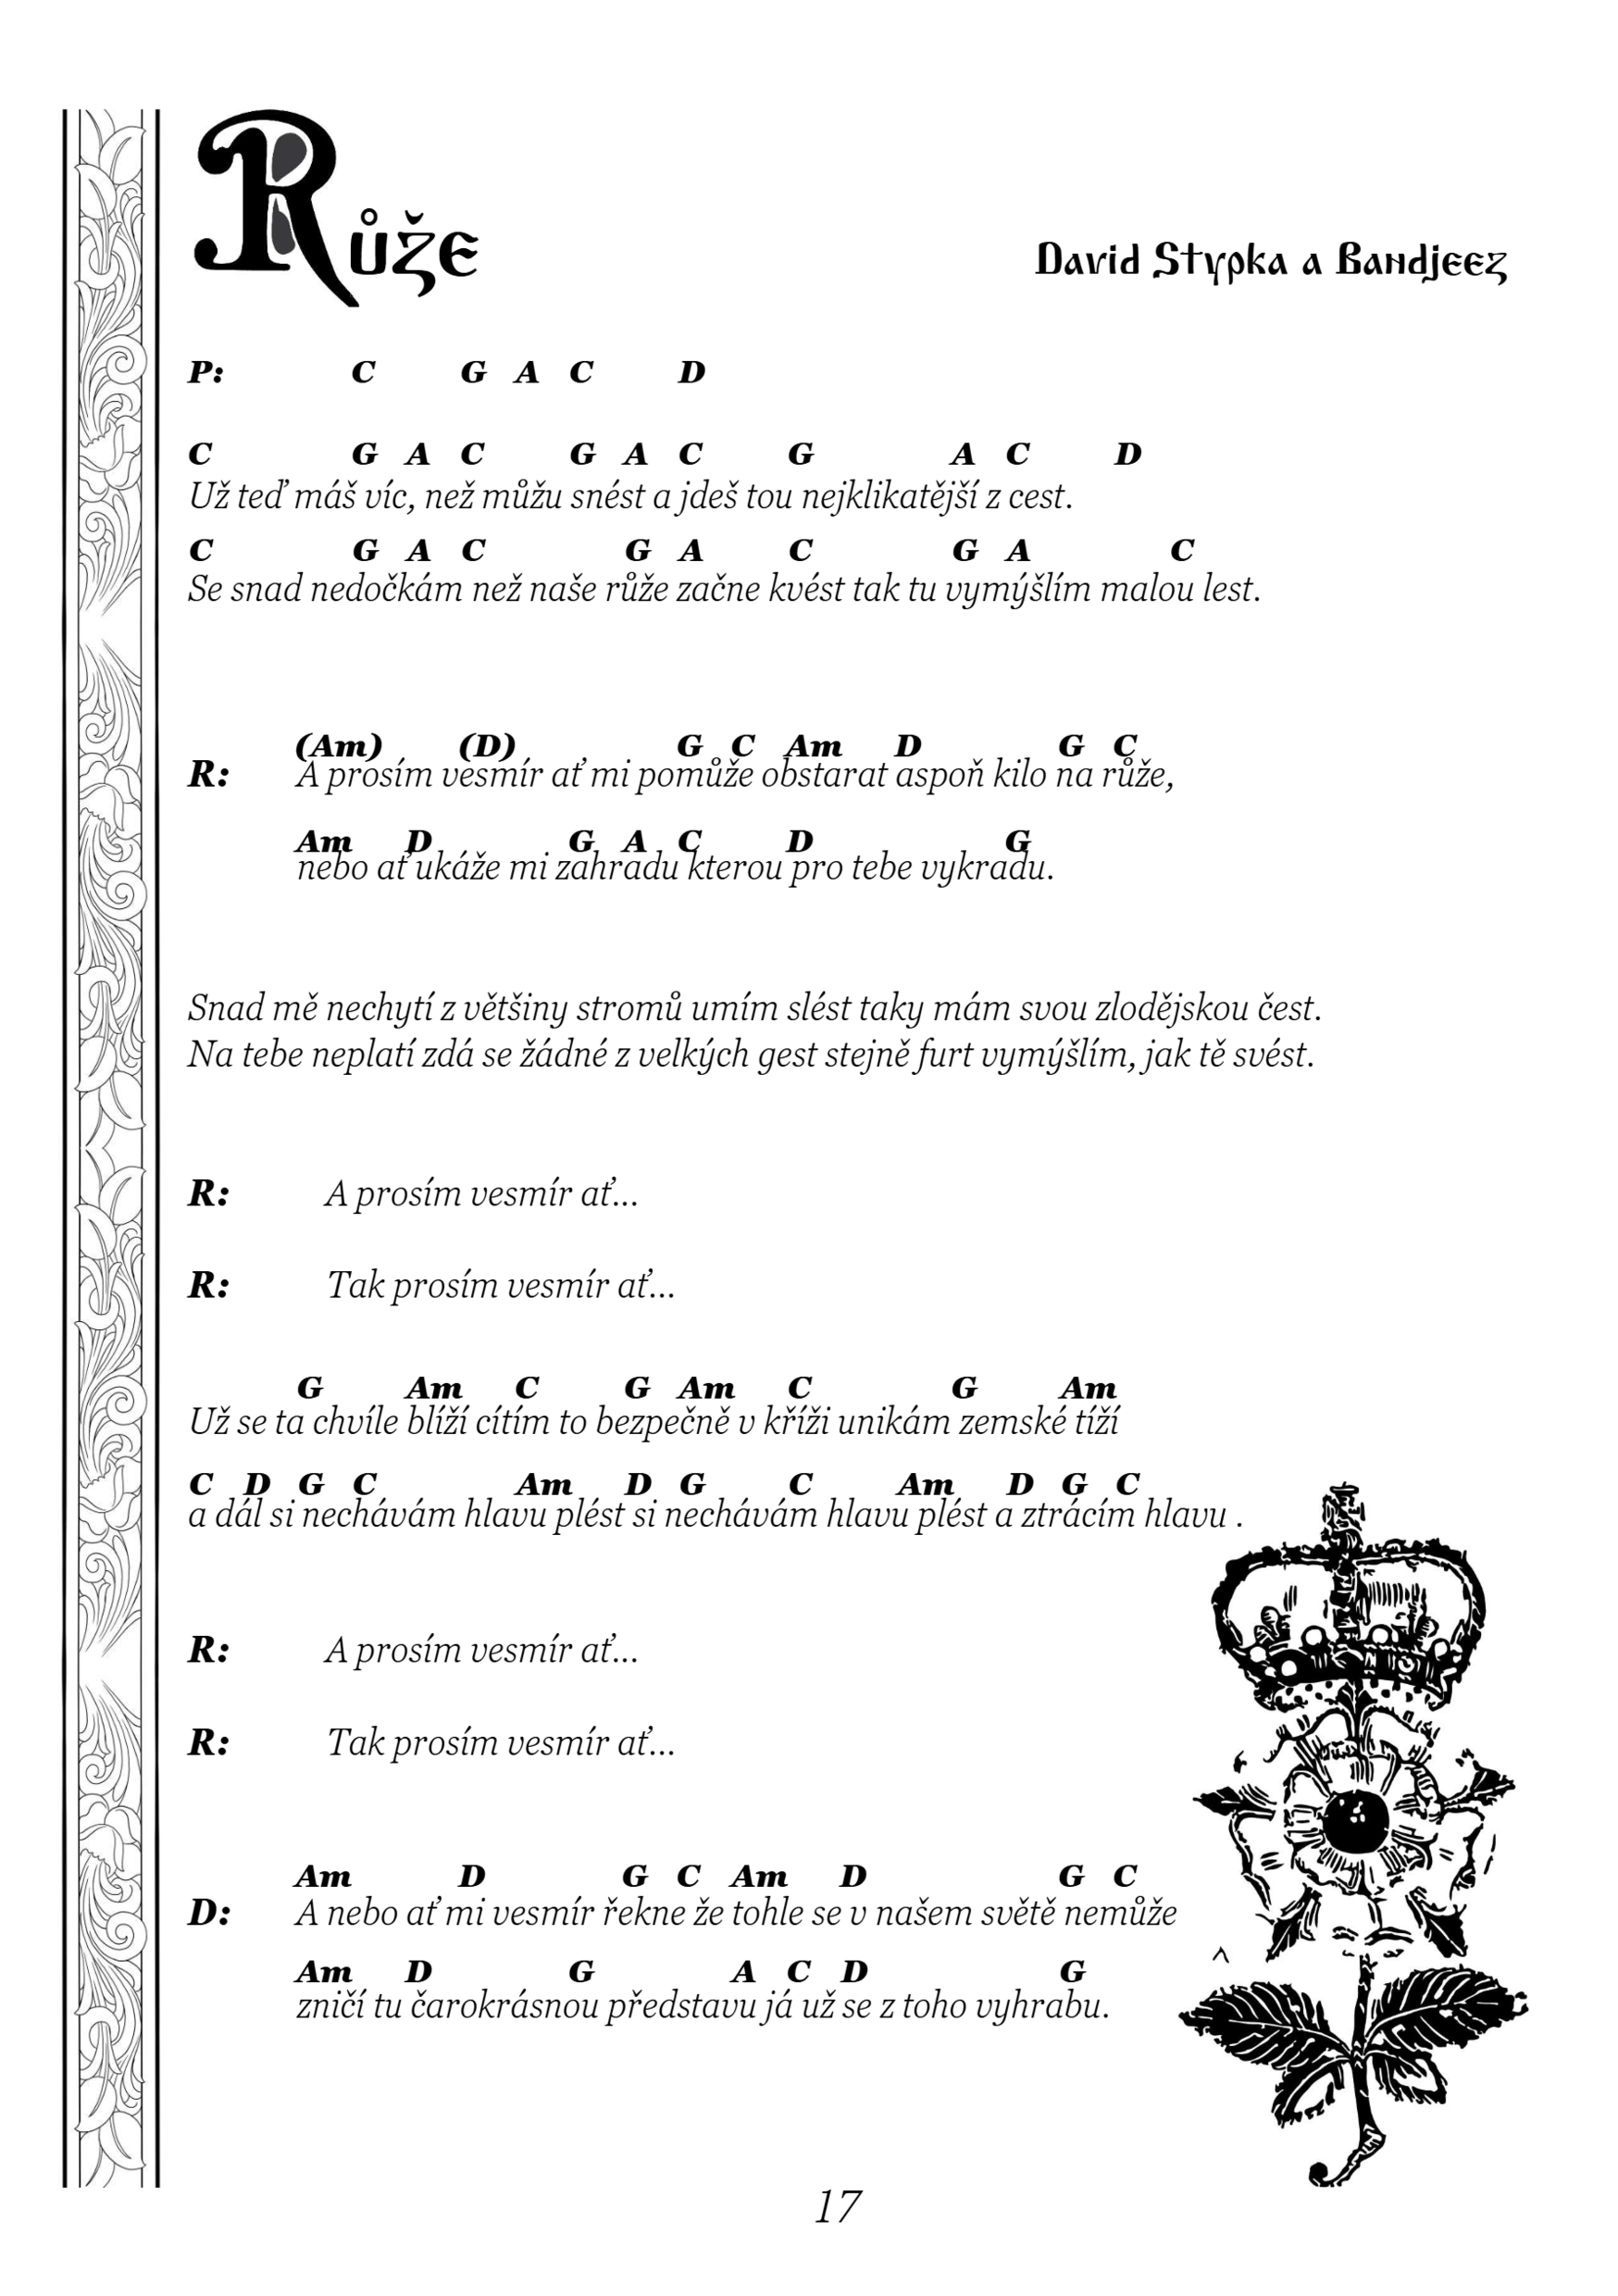 Růže
David Stypka a Bandjeez
P: C G A C D
C G A C G A C G A C D
Už teď máš víc, než můžu snést a jdeš tou nejklikatější z cest.
C G A C G A C G A C
Se snad nedočkám než naše růže začne kvést tak tu vymýšlím malou lest.
(Am) (D) G C Am D G C
R: A prosím vesmír ať mi pomůže obstarat aspoň kilo na růže,
Am D G A C D G
nebo ať ukáže mi zahradu kterou pro tebe vykradu.
Snad mě nechytí z většiny stromů umím slést taky mám svou zlodějskou čest.
Na tebe neplatí zdá se žádné z velkých gest stejně furt vymýšlím, jak tě svést.
R: A prosím vesmír ať...
R: Tak prosím vesmír ať...
G Am C G Am C G Am
Už se ta chvíle blíží cítím to bezpečně v kříži unikám zemské tíží
C D G C Am D G C Am D G C
a dál si nechávám hlavu plést si nechávám hlavu plést a ztrácím hlavu .
R: A prosím vesmír ať...
R: Tak prosím vesmír ať...
Am D G C Am D G C
D: A nebo ať mi vesmír řekne že tohle se v našem světě nemůže
Am D G A C D G
zničí tu čarokrásnou představu já už se z toho vyhrabu.
17